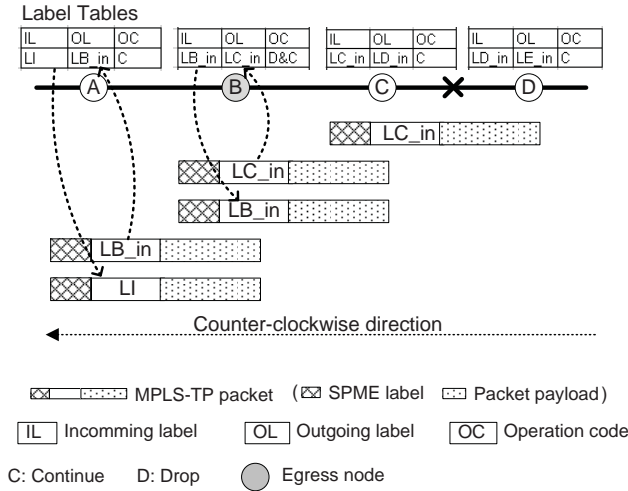 Label Tables
IL OL OC IL OL OC IL OL OC IL OL OC
LI LB_in C LB_in LC_in D&C LC_in LD_in C LD_in LE_in C
A B C D
LC_in
LC_in
LB_in
LB_in
LI
Counter-clockwise direction
MPLS-TP packet ( SPME label Packet payload)
IL Incomming label OL Outgoing label OC Operation code
C: Continue D: Drop Egress node